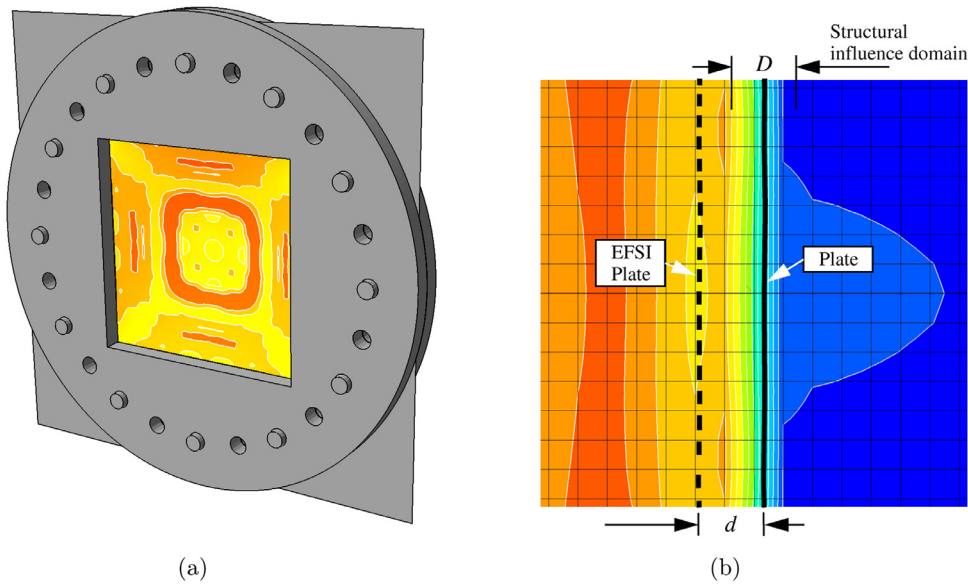 Structural
influence domain
D
EFSI
Plate
Plate
d
(a)
(b)